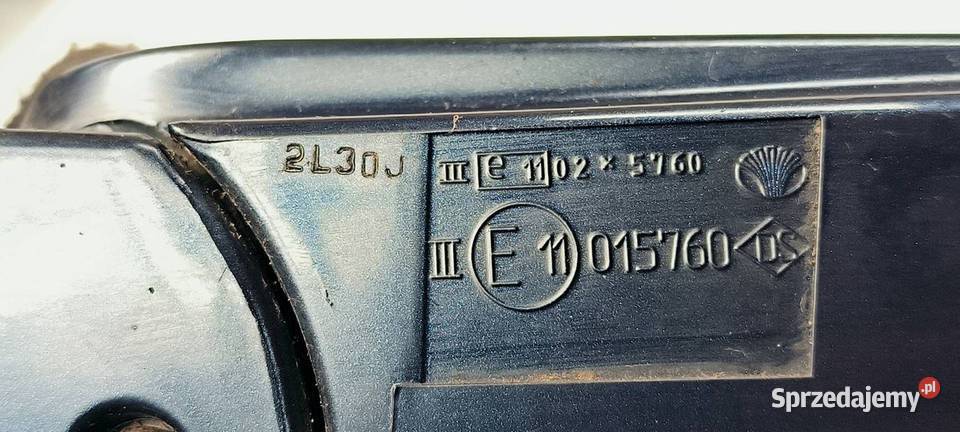 2L30J
III e 11 02 × 5760
III E 11 015760 DS
Sprzedajemy.pl